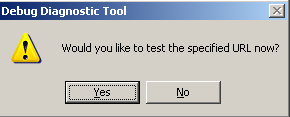 Debug Diagnostic Tool
Would you like to test the specified URL now?
Yes No